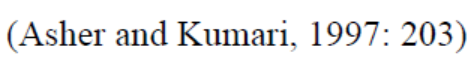 (Asher and Kumari, 1997: 203)